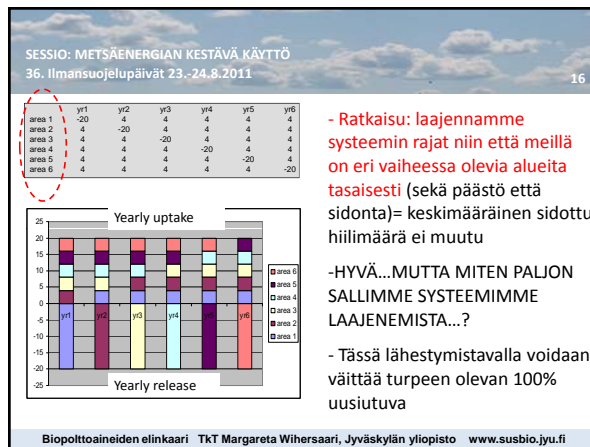 SESSIO: METSÄENERGIAN KESTÄVÄ KÄYTTÖ
36. Ilmansuojelupäivät 23.-24.8.2011
16
yr1 yr2 yr3 yr4 yr5 yr6
area 1 -20 4 4 4 4 4
area 2 4 -20 4 4 4 4
area 3 4 4 -20 4 4 4
area 4 4 4 4 -20 4 4
area 5 4 4 4 4 -20 4
area 6 4 4 4 4 4 -20
- Ratkaisu: laajennamme
systeemin rajat niin että meillä
on eri vaiheessa olevia alueita
tasaisesti (sekä päästö että
sidonta)= keskimääräinen sidottu
hiilimäärä ei muutu
-HYVÄ...MUTTA MITEN PALJON
SALLIMME SYSTEEMIMME
LAAJENEMISTA...?
- Tässä lähestymistavalla voidaan
väittää turpeen olevan 100%
uusiutuva
Yearly uptake
25
20
15
10
5
0
-5
-10
-15
-20
-25
yr1 yr2 yr3 yr4 yr5 yr6
area 6
area 5
area 4
area 3
area 2
area 1
Yearly release
Biopolttoaineiden elinkaari TkT Margareta Wihersaari, Jyväskylän yliopisto www.susbio.jyu.fi